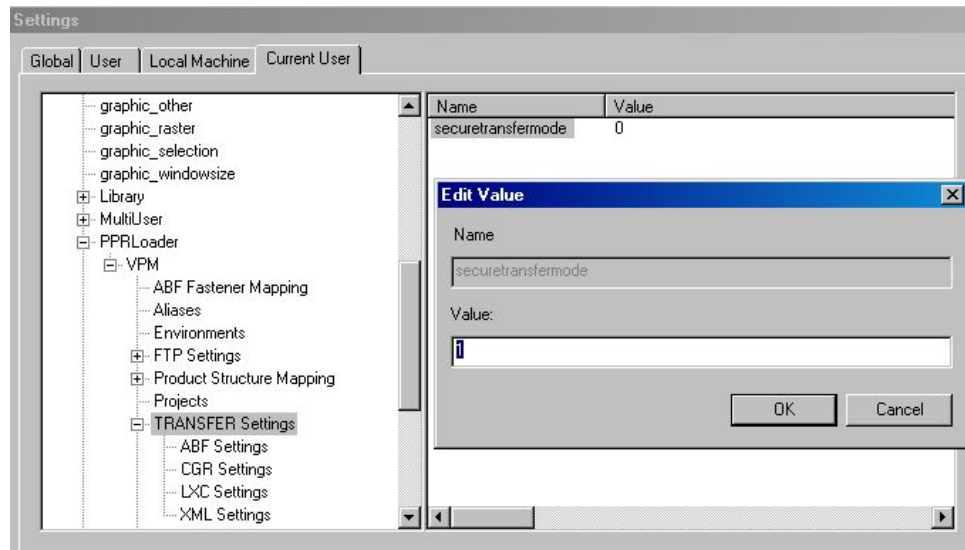 Settings
Global User Local Machine Current User
graphic_other
graphic_raster
graphic_selection
graphic_windowsize
Library
MultiUser
PPRLoader
VPM
ABF Fastener Mapping
Aliases
Environments
FTP Settings
Product Structure Mapping
Projects
TRANSFER Settings
ABF Settings
CGR Settings
LXC Settings
XML Settings
Name Value
securetransfermode 0
Edit Value
Name
securetransfermode
Value:
1
OK Cancel